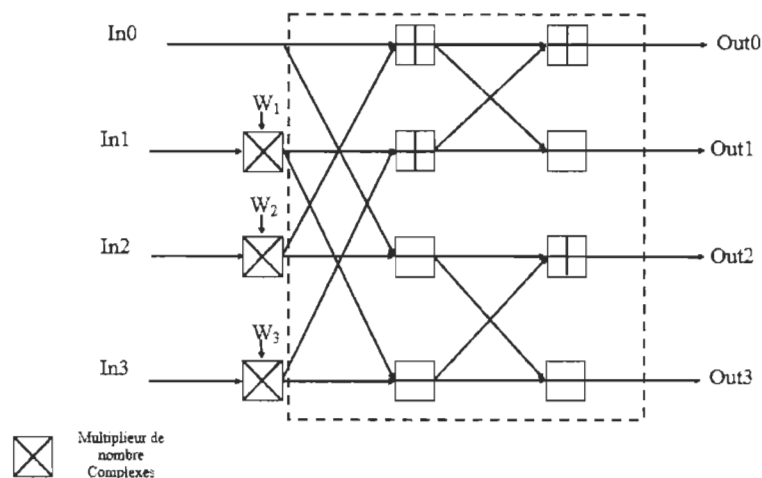 In0
Out0
W1
In1
Out1
W2
In2
Out2
W3
In3
Out3
Multiplieur de
nombre
Complexes